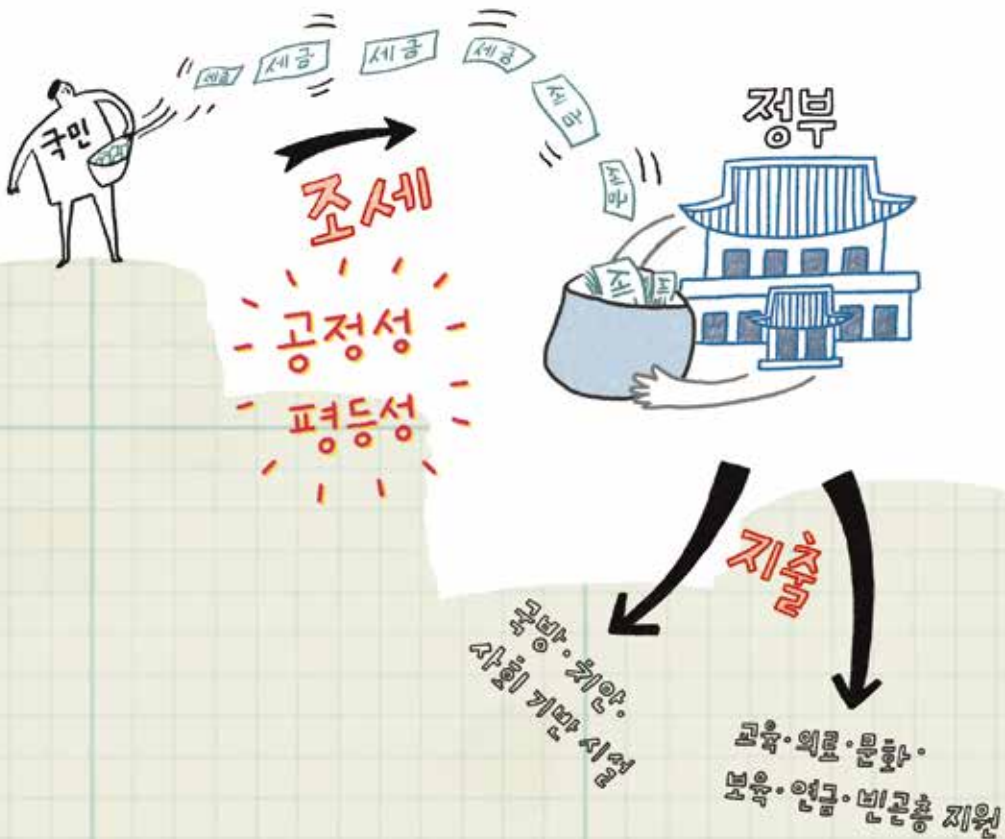 국민
세금
세금
세금
세금
세금
세금
세
세
정부
조세
공정성
평등성
지출
국방·치안·
사회 기반 시설
교육·의료·문화·
보육·연금·빈곤층 지원